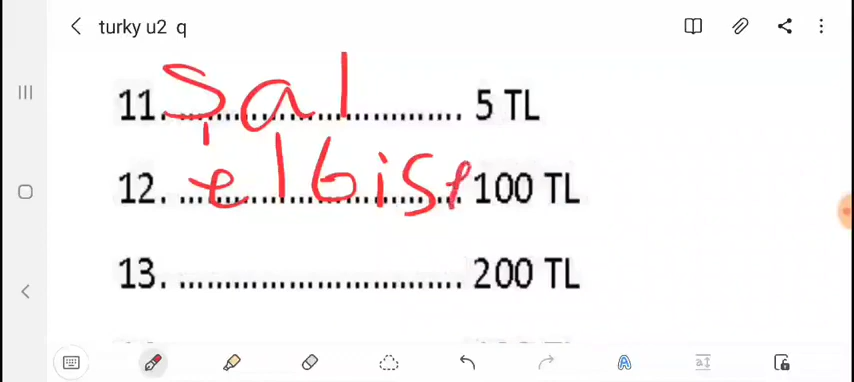 turky u2 q
11. Şal 5 TL
12. elbise 100 TL
13. .............................. 200 TL